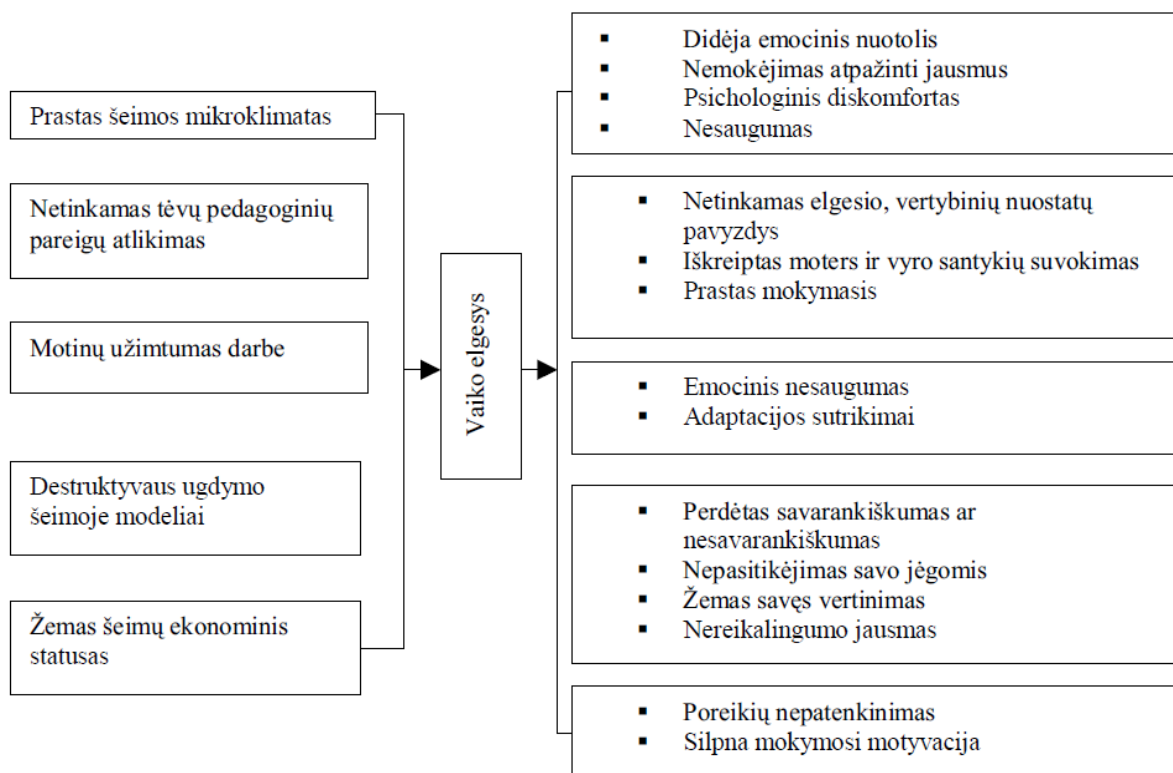 Prastas šeimos mikroklimatas
Netinkamas tėvų pedagoginių
pareigų atlikimas
Motinų užimtumas darbe
Destruktyvaus ugdymo
šeimoje modeliai
Žemas šeimų ekonominis
statusas
Vaiko elgesys
▪ Didėja emocinis nuotolis
▪ Nemokėjimas atpažinti jausmus
▪ Psichologinis diskomfortas
▪ Nesaugumas
▪ Netinkamas elgesio, vertybinių nuostatų
pavyzdys
▪ Iškreiptas moters ir vyro santykių suvokimas
▪ Prastas mokymasis
▪ Emocinis nesaugumas
▪ Adaptacijos sutrikimai
▪ Perdėtas savarankiškumas ar
nesavarankiškumas
▪ Nepasitikėjimas savo jėgomis
▪ Žemas savęs vertinimas
▪ Nereikalingumo jausmas
▪ Poreikių nepatenkinimas
▪ Silpna mokymosi motyvacija